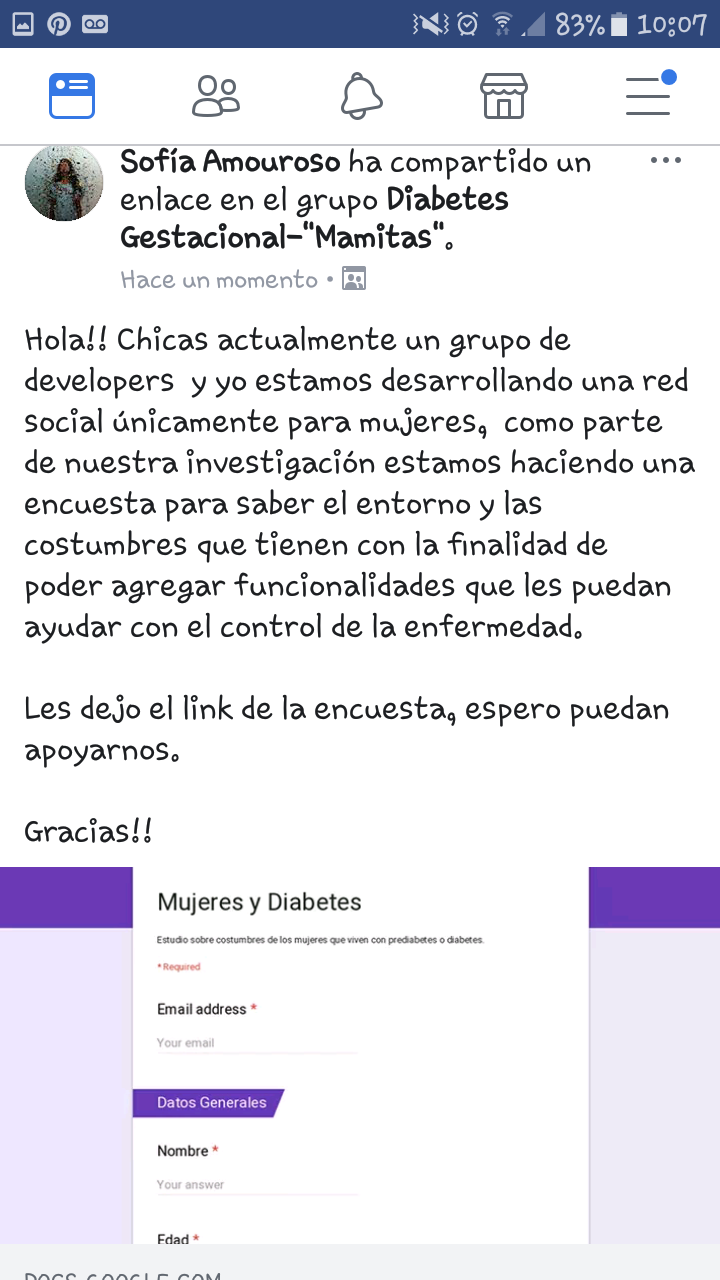 83% 10:07
Sofía Amouroso ha compartido un
enlace en el grupo Diabetes
Gestacional-"Mamitas".
Hace un momento •
Hola!! Chicas actualmente un grupo de
developers  y yo estamos desarrollando una red
social únicamente para mujeres,  como parte
de nuestra investigación estamos haciendo una
encuesta para saber el entorno y las
costumbres que tienen con la finalidad de
poder agregar funcionalidades que les puedan
ayudar con el control de la enfermedad.
Les dejo el link de la encuesta, espero puedan
apoyarnos.
Gracias!!
Mujeres y Diabetes
Estudio sobre costumbres de los mujeres que viven con prediabetes o diabetes.
* Required
Email address *
Your email
Datos Generales
Nombre *
Your answer
Edad *
DOCS.GOOGLE.COM